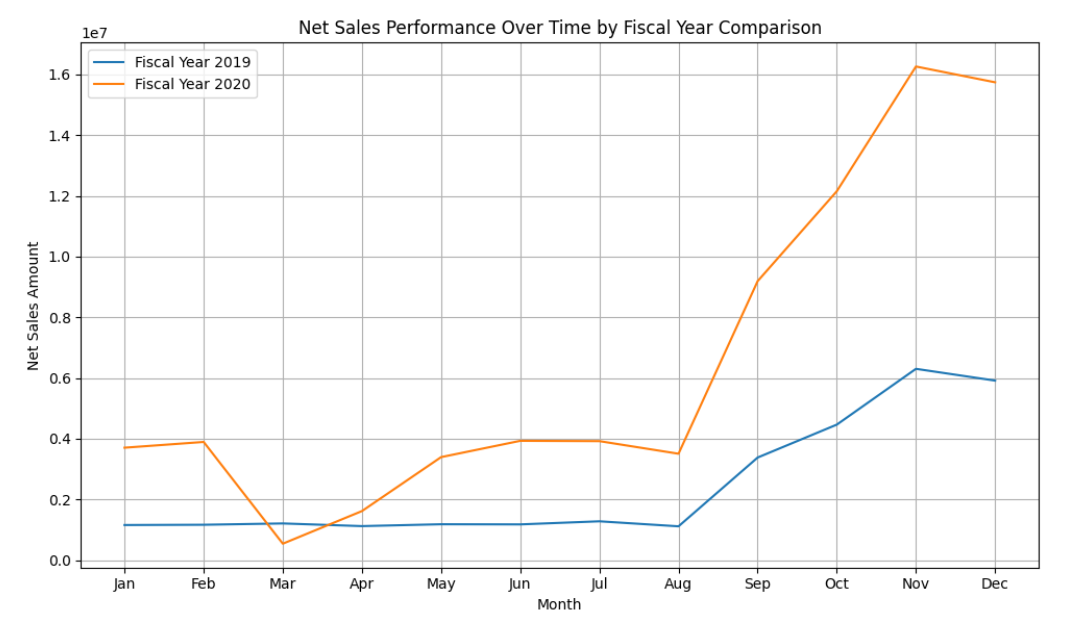 Net Sales Performance Over Time by Fiscal Year Comparison
1e7
Fiscal Year 2019
Fiscal Year 2020
1.6
1.4
1.2
1.0
0.8
0.6
0.4
0.2
0.0
Net Sales Amount
Jan Feb Mar Apr May Jun Jul Aug Sep Oct Nov Dec
Month